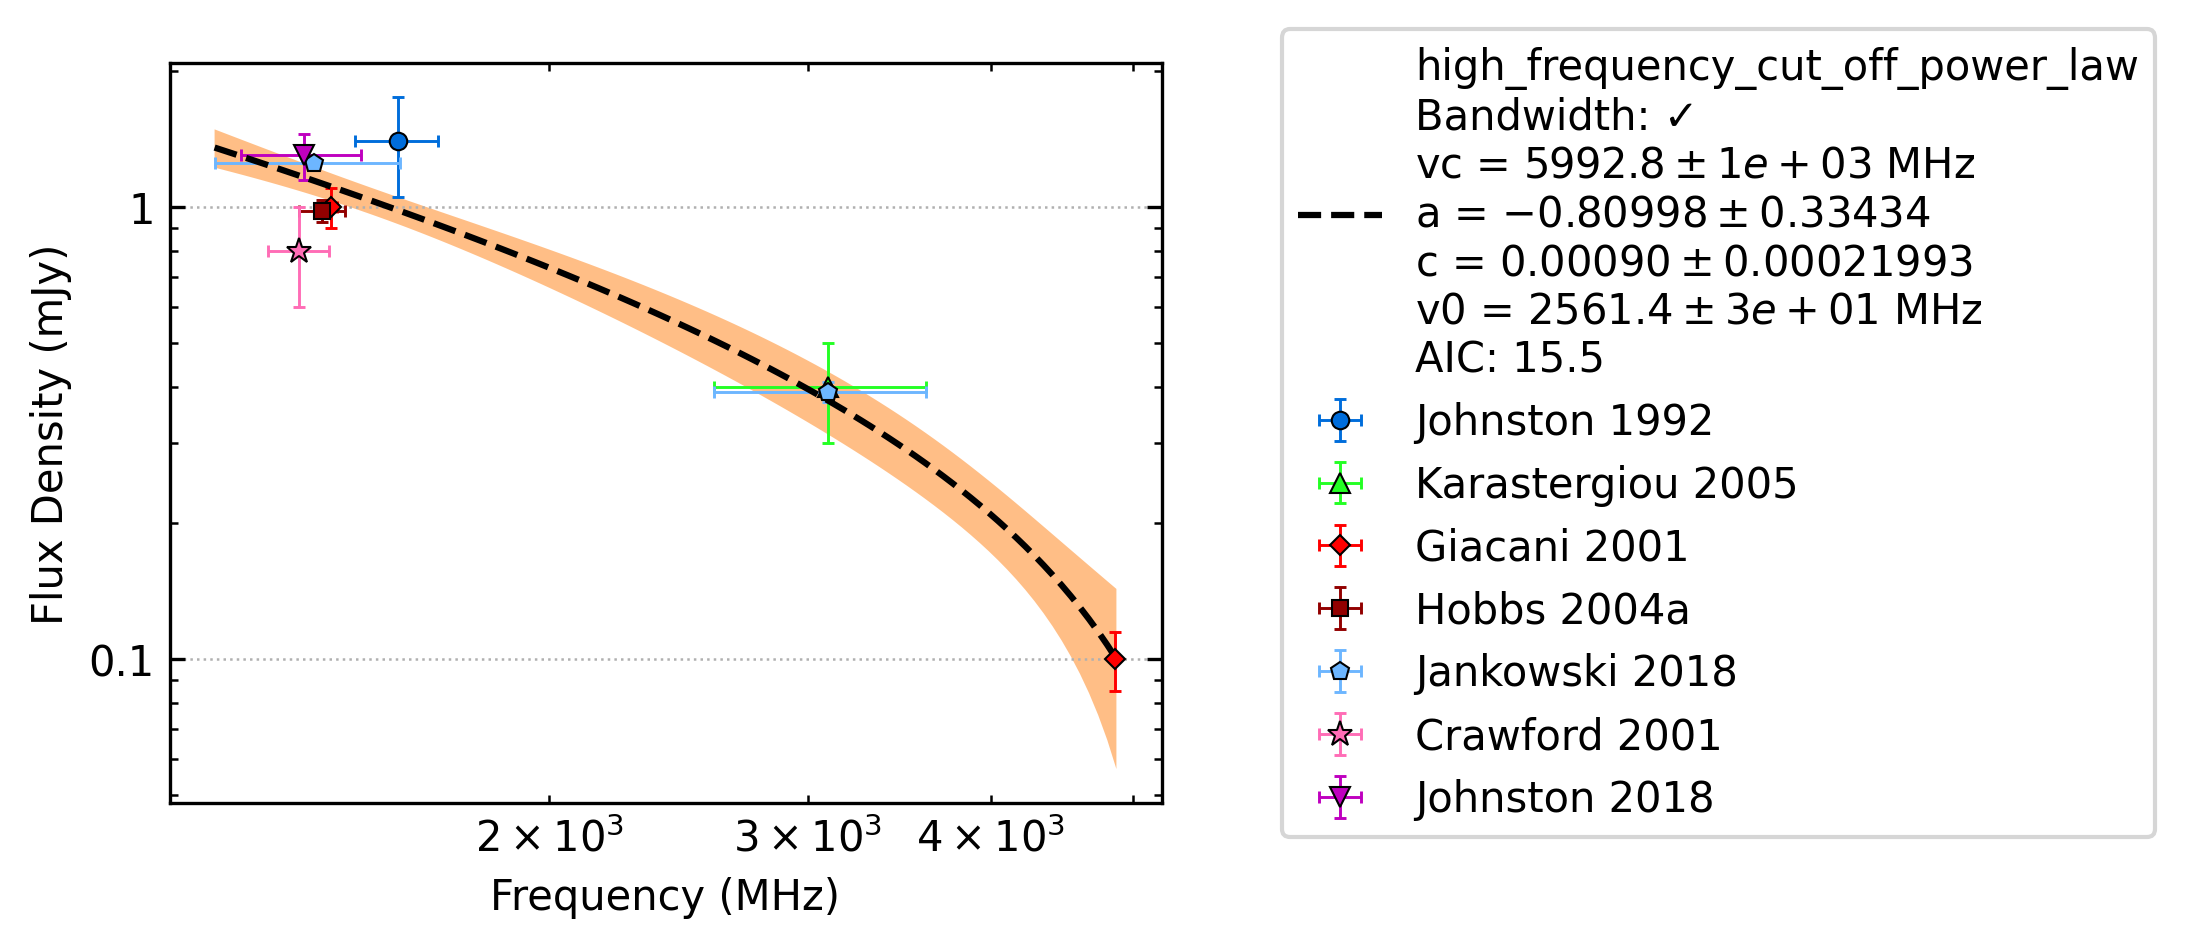 1
0.1
Flux Density (mJy)
2 × 10³
3 × 10³
4 × 10³
Frequency (MHz)
high_frequency_cut_off_power_law
Bandwidth: ✓
vc = 5992.8 ± 1e + 03 MHz
a = −0.80998 ± 0.33434
c = 0.00090 ± 0.00021993
v0 = 2561.4 ± 3e + 01 MHz
AIC: 15.5
Johnston 1992
Karastergiou 2005
Giacani 2001
Hobbs 2004a
Jankowski 2018
Crawford 2001
Johnston 2018